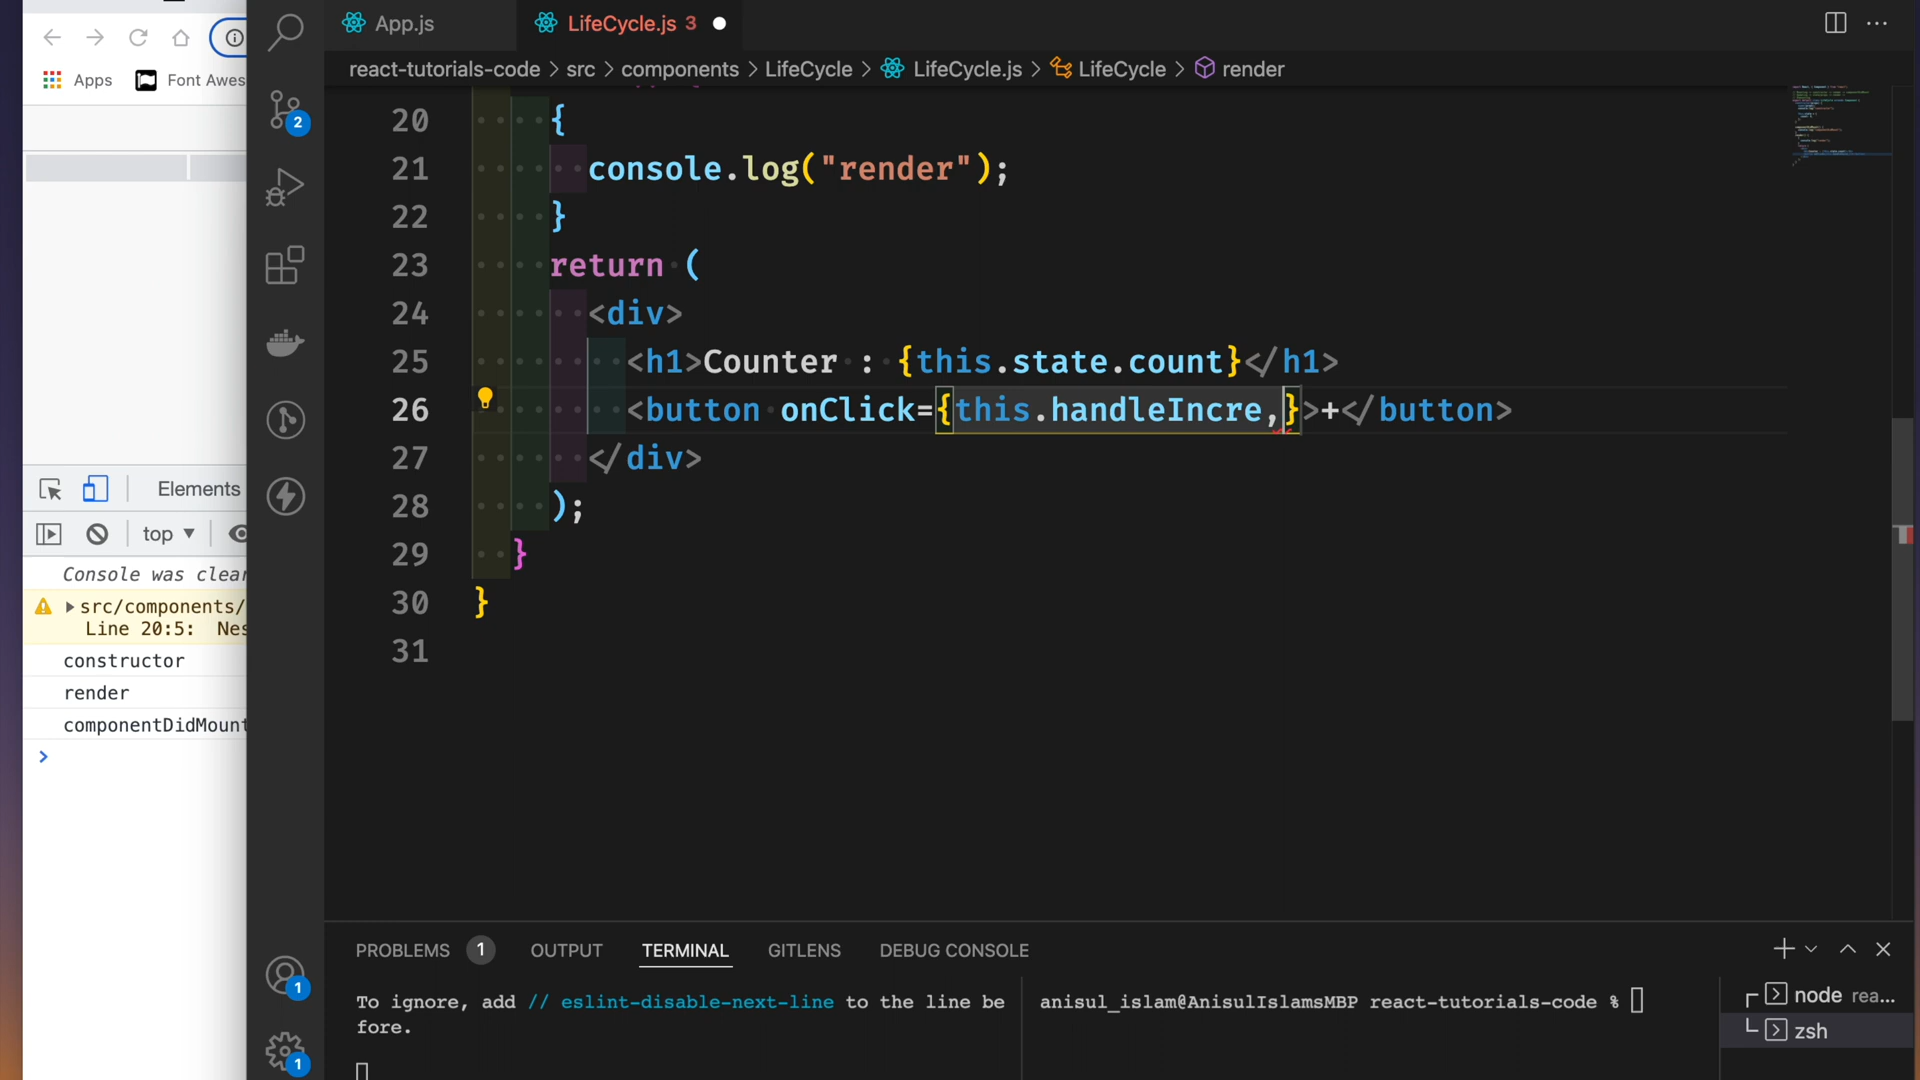 App.js
LifeCycle.js 3
Apps
Font Awes
react-tutorials-code > src > components > LifeCycle > LifeCycle.js > LifeCycle > render
2
20 {
21 console.log("render");
22 }
23 return (
24 <div>
25 <h1>Counter : {this.state.count}</h1>
26 <button onClick={this.handleIncre,}>+</button>
27 </div>
28 );
29 }
30 }
31
Elements
top ▼
Console was clear
src/components/
Line 20:5: Nes
constructor
render
componentDidMount
>
1
1
PROBLEMS 1 OUTPUT TERMINAL GITLENS DEBUG CONSOLE
To ignore, add // eslint-disable-next-line to the line be
fore.
anisul_islam@AnisulIslamsMBP react-tutorials-code %
node rea...
zsh